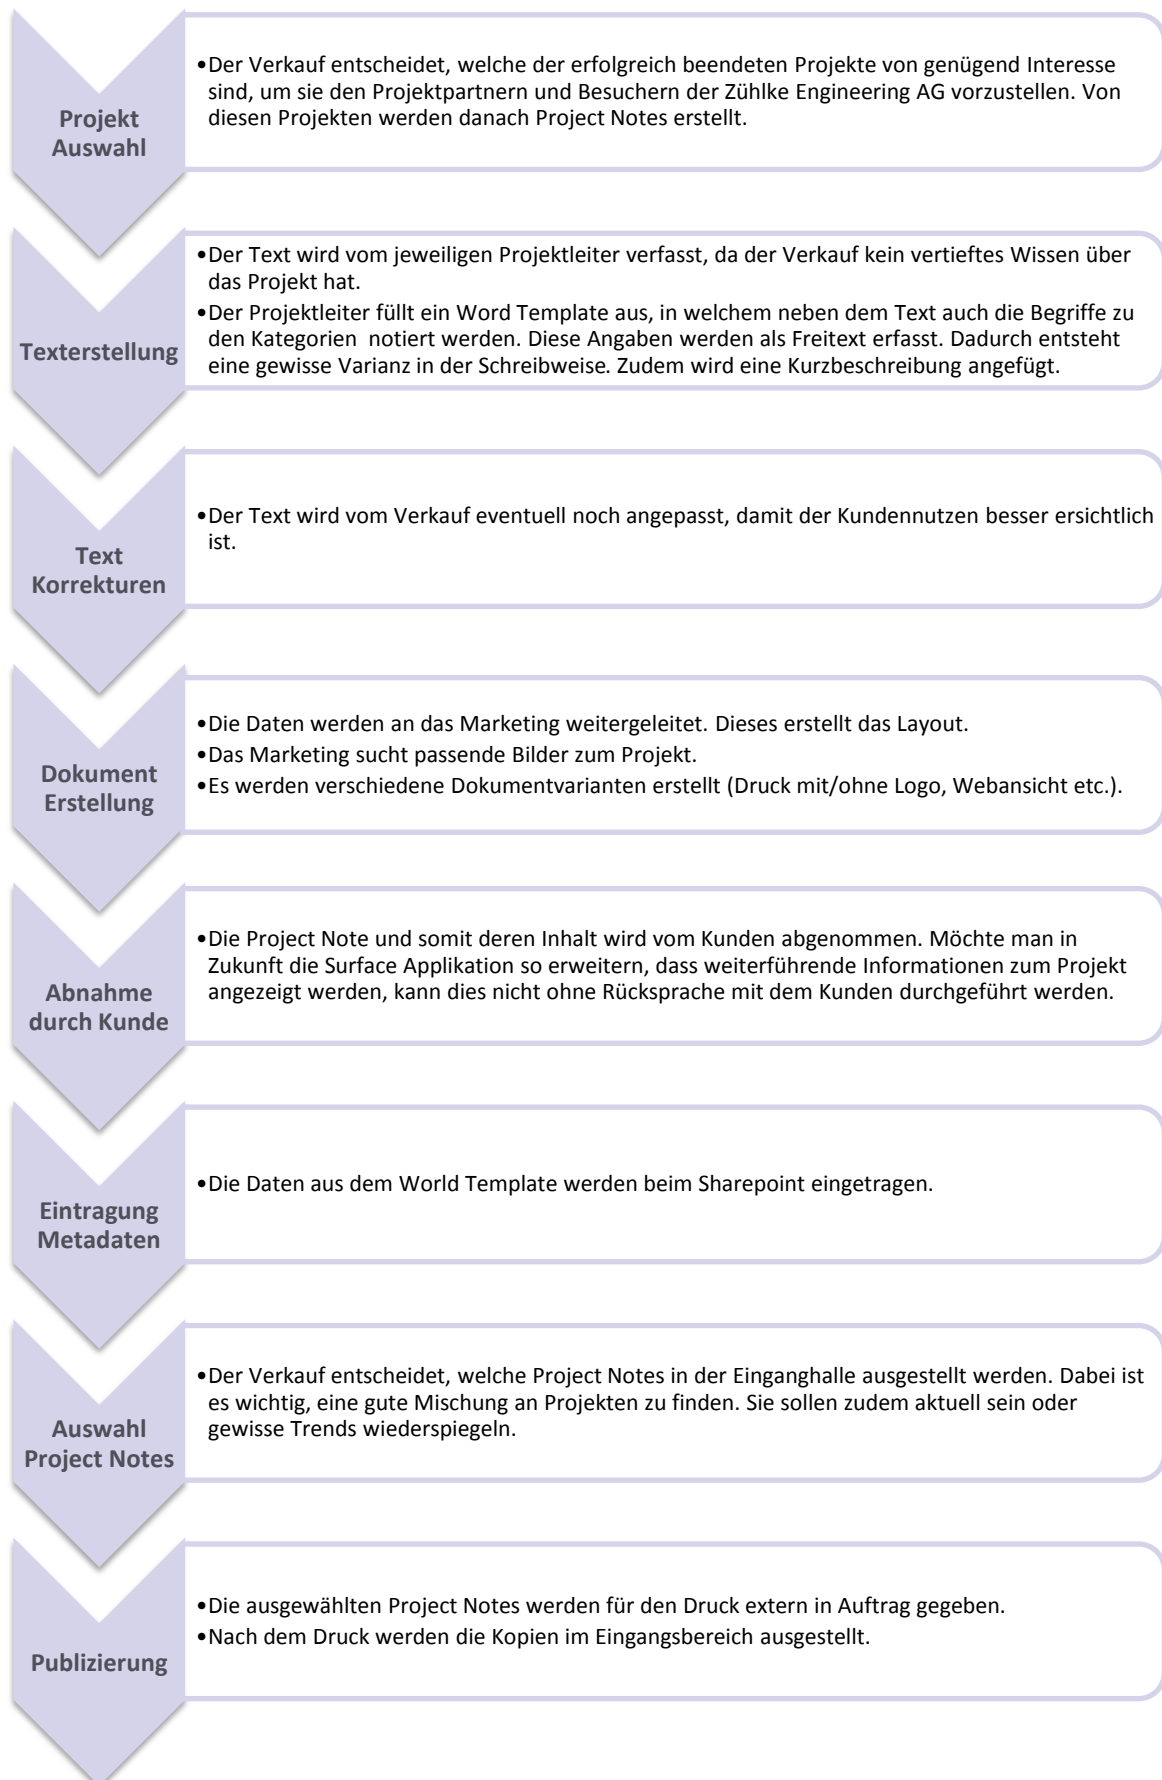 Projekt
Auswahl
•Der Verkauf entscheidet, welche der erfolgreich beendeten Projekte von genügend Interesse
sind, um sie den Projektpartnern und Besuchern der Zühlke Engineering AG vorzustellen. Von
diesen Projekten werden danach Project Notes erstellt.
Texterstellung
•Der Text wird vom jeweiligen Projektleiter verfasst, da der Verkauf kein vertieftes Wissen über
das Projekt hat.
•Der Projektleiter füllt ein Word Template aus, in welchem neben dem Text auch die Begriffe zu
den Kategorien  notiert werden. Diese Angaben werden als Freitext erfasst. Dadurch entsteht
eine gewisse Varianz in der Schreibweise. Zudem wird eine Kurzbeschreibung angefügt.
Text
Korrekturen
•Der Text wird vom Verkauf eventuell noch angepasst, damit der Kundennutzen besser ersichtlich
ist.
Dokument
Erstellung
•Die Daten werden an das Marketing weitergeleitet. Dieses erstellt das Layout.
•Das Marketing sucht passende Bilder zum Projekt.
•Es werden verschiedene Dokumentvarianten erstellt (Druck mit/ohne Logo, Webansicht etc.).
Abnahme
durch Kunde
•Die Project Note und somit deren Inhalt wird vom Kunden abgenommen. Möchte man in
Zukunft die Surface Applikation so erweitern, dass weiterführende Informationen zum Projekt
angezeigt werden, kann dies nicht ohne Rücksprache mit dem Kunden durchgeführt werden.
Eintragung
Metadaten
•Die Daten aus dem World Template werden beim Sharepoint eingetragen.
Auswahl
Project Notes
•Der Verkauf entscheidet, welche Project Notes in der Einganghalle ausgestellt werden. Dabei ist
es wichtig, eine gute Mischung an Projekten zu finden. Sie sollen zudem aktuell sein oder
gewisse Trends wiederspiegeln.
Publizierung
•Die ausgewählten Project Notes werden für den Druck extern in Auftrag gegeben.
•Nach dem Druck werden die Kopien im Eingangsbereich ausgestellt.